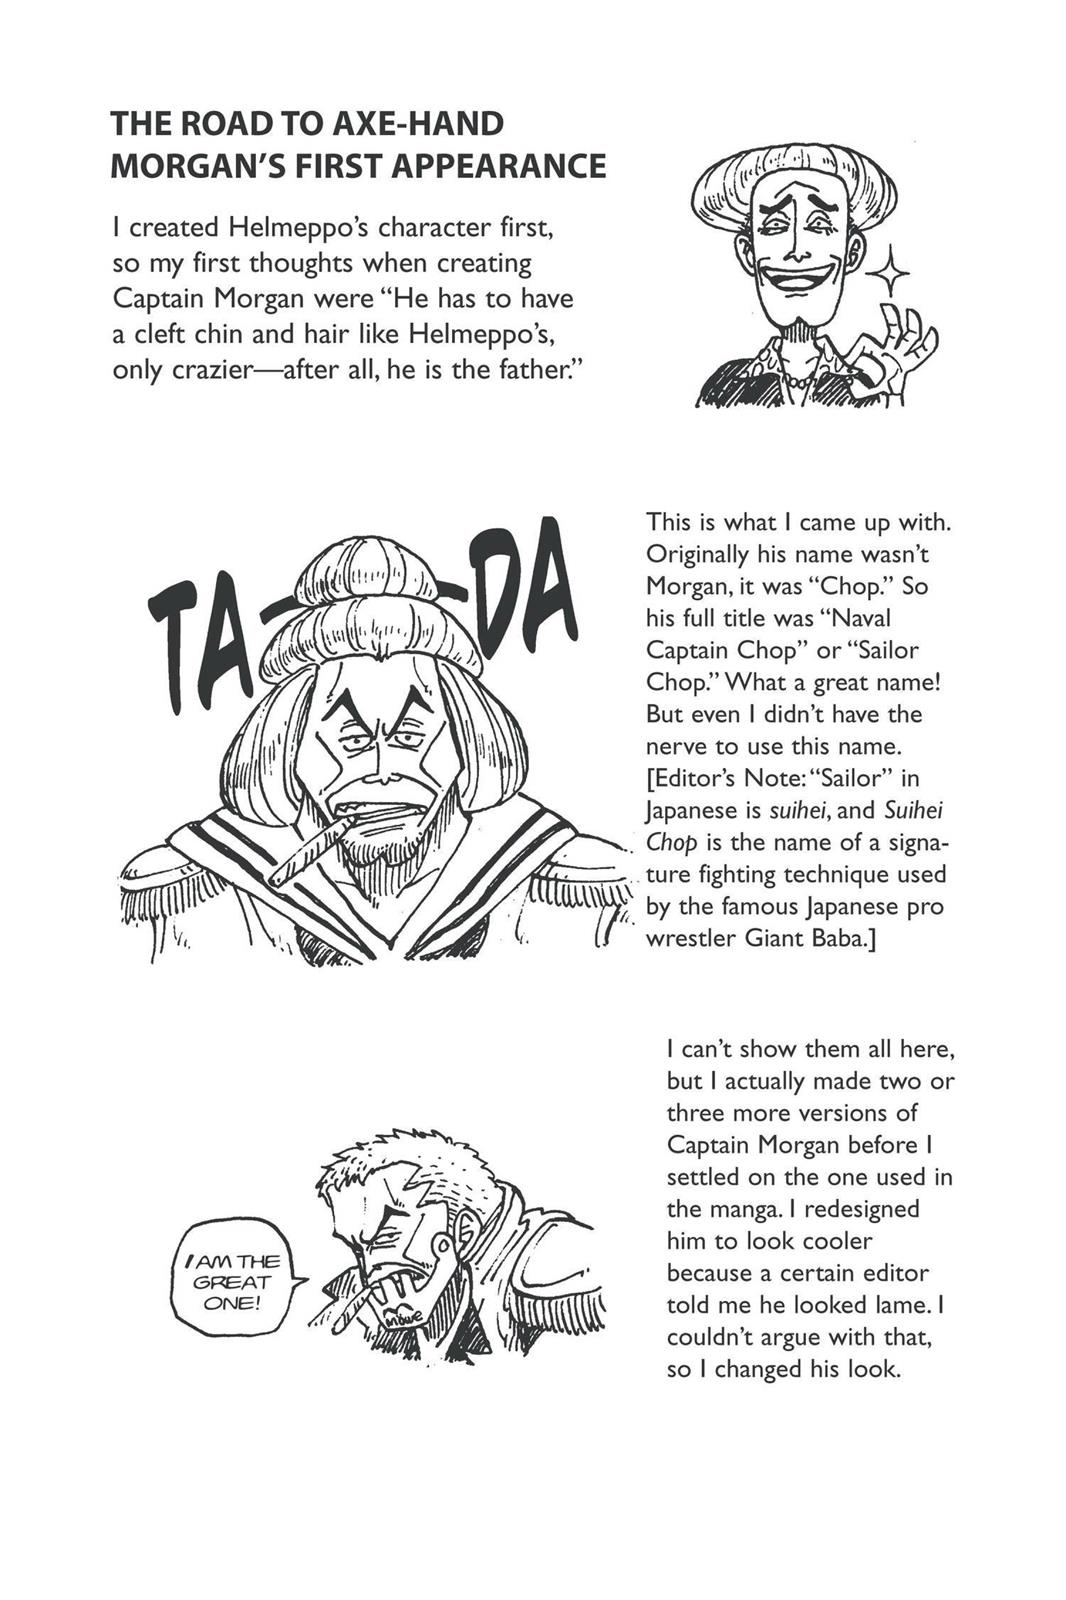 THE ROAD TO AXE-HAND
MORGAN'S FIRST APPEARANCE
I created Helmeppo's character first,
so my first thoughts when creating
Captain Morgan were “He has to have
a cleft chin and hair like Helmeppo's,
only crazier—after all, he is the father.”
TA-DA
This is what I came up with.
Originally his name wasn't
Morgan, it was “Chop.” So
his full title was “Naval
Captain Chop” or “Sailor
Chop.” What a great name!
But even I didn't have the
nerve to use this name.
[Editor's Note: “Sailor” in
Japanese is suihei, and Suihei
Chop is the name of a signa-
ture fighting technique used
by the famous Japanese pro
wrestler Giant Baba.]
I can't show them all here,
but I actually made two or
three more versions of
Captain Morgan before I
settled on the one used in
the manga. I redesigned
him to look cooler
because a certain editor
told me he looked lame. I
couldn't argue with that,
so I changed his look.
I AM THE
GREAT
ONE!
mowe